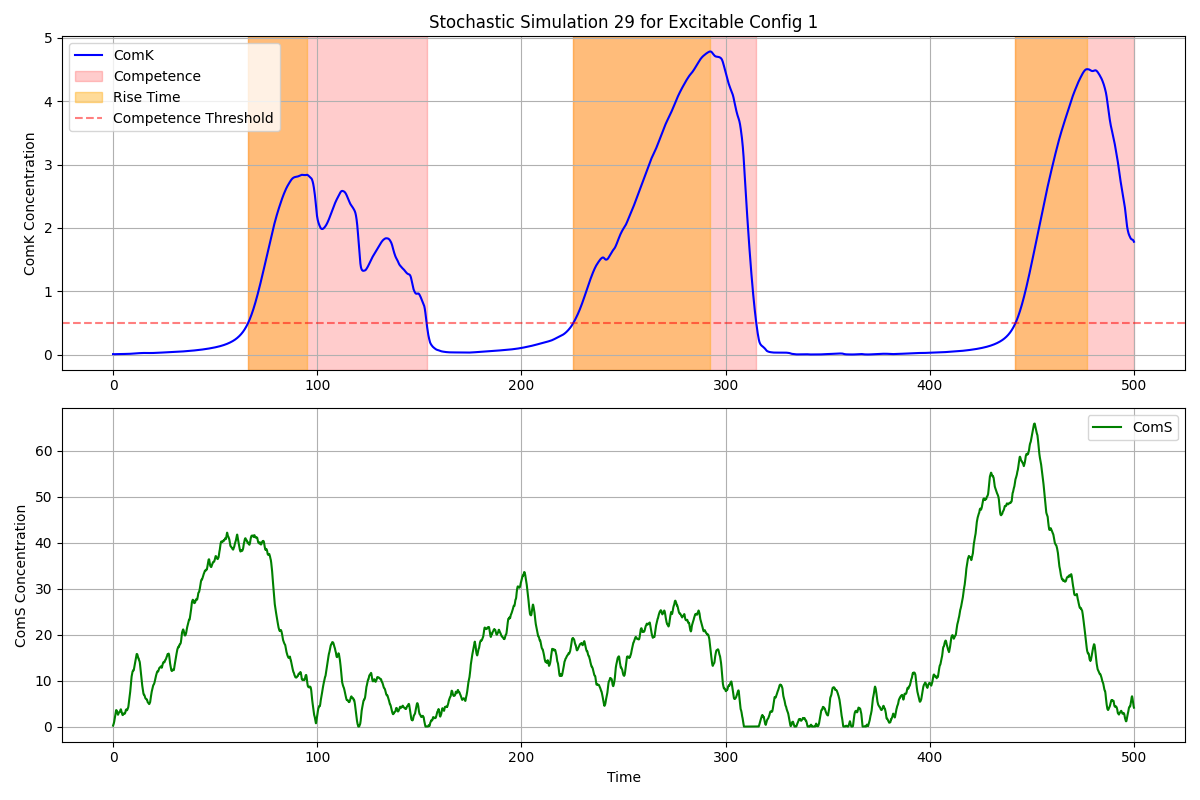 Stochastic Simulation 29 for Excitable Config 1
ComK Concentration
5
4
3
2
1
0
ComK
Competence
Rise Time
Competence Threshold
0 100 200 300 400 500
ComS Concentration
60
50
40
30
20
10
0
ComS
0 100 200 300 400 500
Time